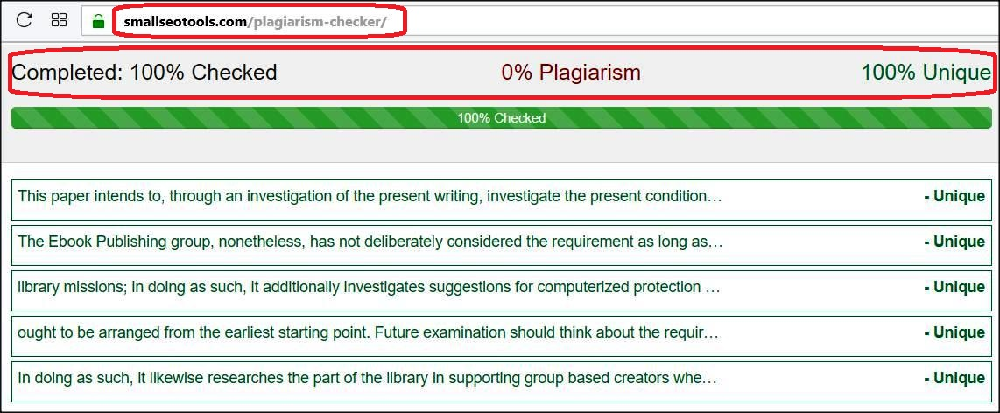 smallseotools.com/plagiarism-checker/
Completed: 100% Checked 0% Plagiarism 100% Unique
100% Checked
This paper intends to, through an investigation of the present writing, investigate the present condition… - Unique
The Ebook Publishing group, nonetheless, has not deliberately considered the requirement as long as… - Unique
library missions; in doing as such, it additionally investigates suggestions for computerized protection … - Unique
ought to be arranged from the earliest starting point. Future examination should think about the requir… - Unique
In doing as such, it likewise researches the part of the library in supporting group based creators whe… - Unique